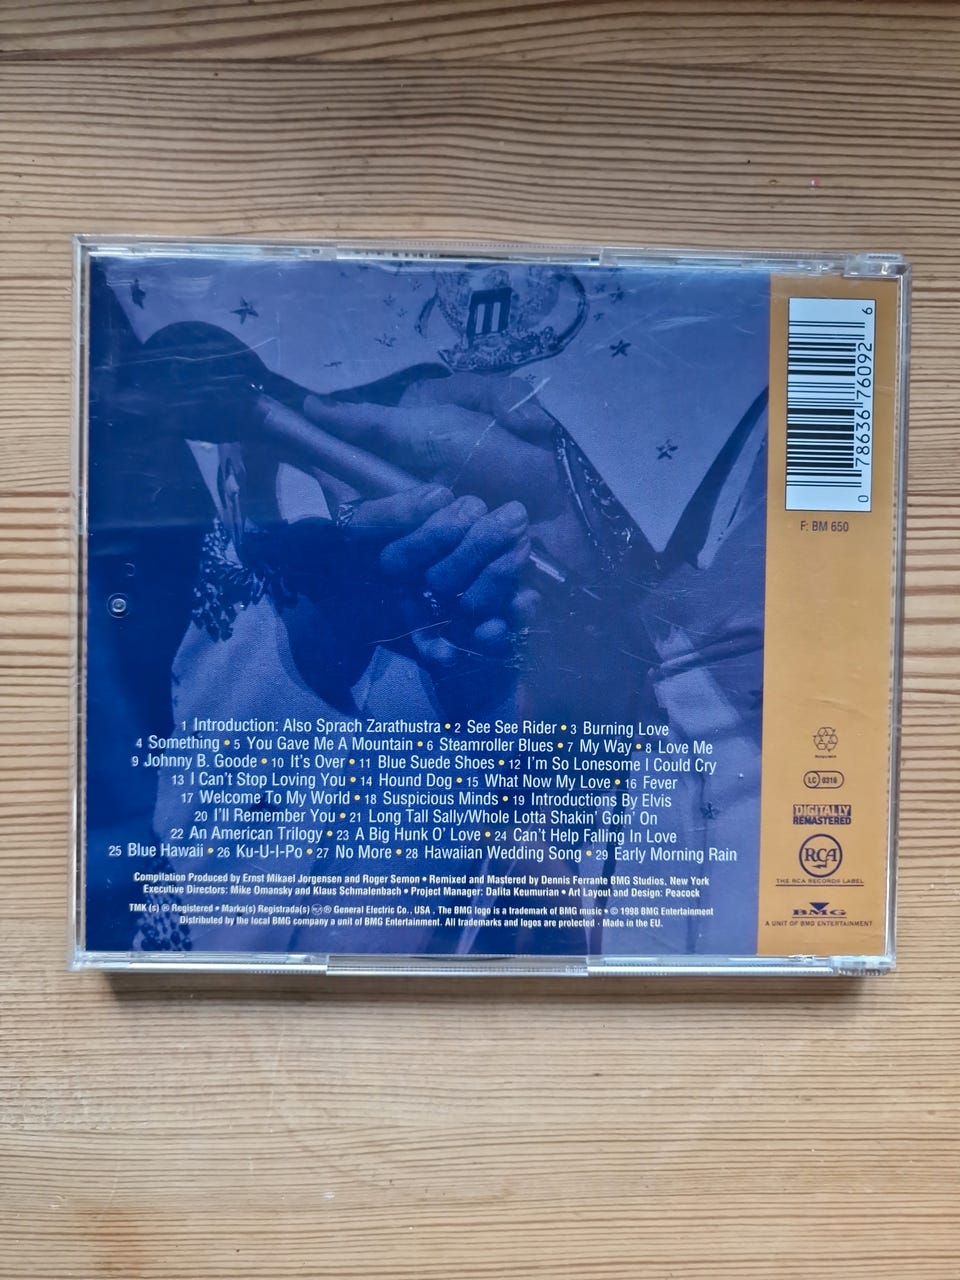 1 Introduction: Also Sprach Zarathustra • 2 See See Rider • 3 Burning Love
4 Something • 5 You Gave Me A Mountain • 6 Steamroller Blues • 7 My Way • 8 Love Me
9 Johnny B. Goode • 10 It's Over • 11 Blue Suede Shoes • 12 I'm So Lonesome I Could Cry
13 I Can't Stop Loving You • 14 Hound Dog • 15 What Now My Love • 16 Fever
17 Welcome To My World • 18 Suspicious Minds • 19 Introductions By Elvis
20 I'll Remember You • 21 Long Tall Sally/Whole Lotta Shakin' Goin' On
22 An American Trilogy • 23 A Big Hunk O' Love • 24 Can't Help Falling In Love
25 Blue Hawaii • 26 Ku-U-I-Po • 27 No More • 28 Hawaiian Wedding Song • 29 Early Morning Rain
Compilation Produced by Ernst Mikael Jorgensen and Roger Semon • Remixed and Mastered by Dennis Ferrante BMG Studios, New York
Executive Directors: Mike Omansky and Klaus Schmalenbach • Project Manager: Dalita Keumurian • Art Layout and Design: Peacock
TMK (s) ® Registered • Marka(s) Registrada(s) ® General Electric Co., USA. The BMG logo is a trademark of BMG music • © 1998 BMG Entertainment
Distributed by the local BMG company a unit of BMG Entertainment. All trademarks and logos are protected · Made in the EU.
0 78636 76092 6
F: BM 650
LC 0316
DIGITALLY
REMASTERED
RCA
THE RCA RECORDS LABEL
BMG
A UNIT OF BMG ENTERTAINMENT